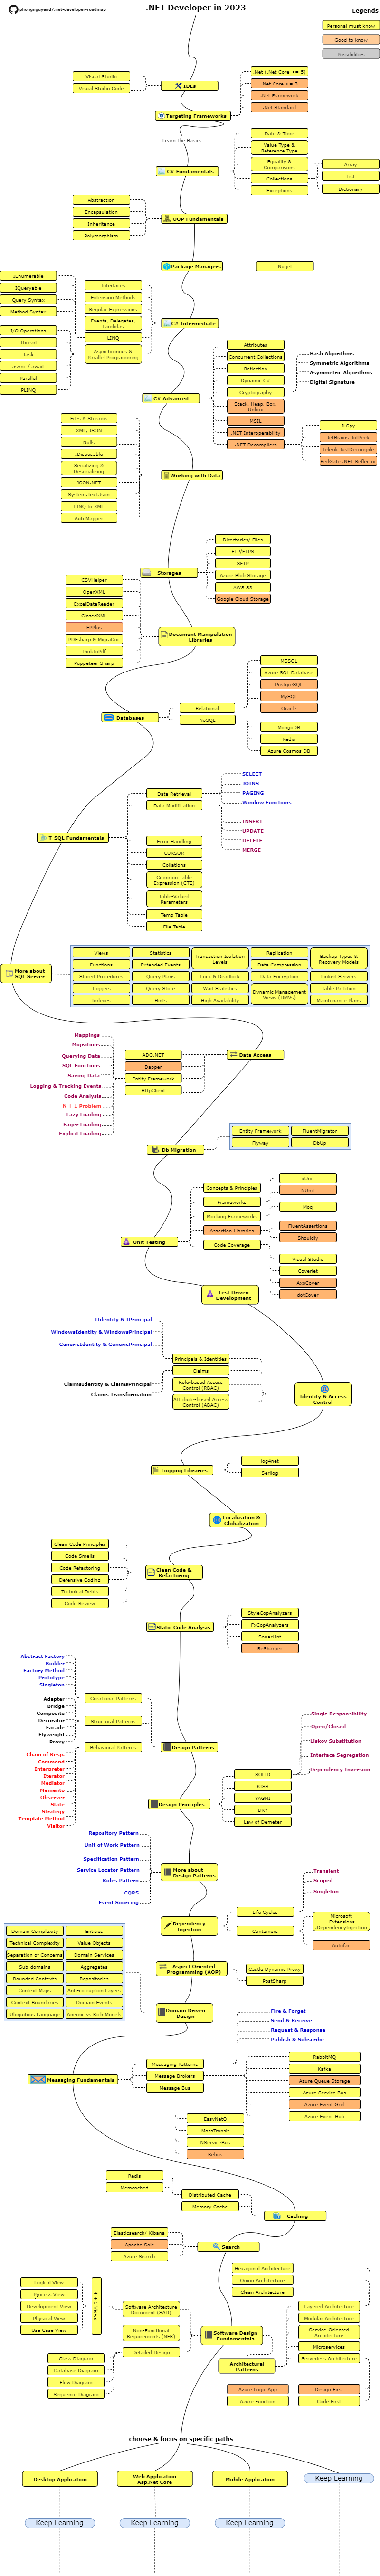 phongnguyend/.net-developer-roadmap
.NET Developer in 2023
Legends
Personal must know
Good to know
Possibilities
Visual Studio
Visual Studio Code
IDEs
.Net (.Net Core >= 5)
.Net Core <= 3
.Net Framework
.Net Standard
Targeting Frameworks
Learn the Basics
Date & Time
Value Type &
Reference Type
Equality &
Comparisons
Collections
Exceptions
Array
List
Dictionary
C# Fundamentals
Abstraction
Encapsulation
Inheritance
Polymorphism
OOP Fundamentals
Package Managers
Nuget
IEnumerable
IQueryable
Query Syntax
Method Syntax
I/O Operations
Thread
Task
async / await
Parallel
PLINQ
Interfaces
Extension Methods
Regular Expressions
Events, Delegates,
Lambdas
LINQ
Asynchronous &
Parallel Programming
C# Intermediate
Attributes
Concurrent Collections
Reflection
Dynamic C#
Cryptography
Stack, Heap, Box,
Unbox
MSIL
.NET Interoperability
.NET Decompilers
Hash Algorithms
Symmetric Algorithms
Asymmetric Algorithms
Digital Signature
C# Advanced
ILSpy
JetBrains dotPeek
Telerik JustDecompile
RedGate .NET Reflector
Files & Streams
XML, JSON
Nulls
IDisposable
Serializing &
Deserializing
JSON.NET
System.Text.Json
LINQ to XML
AutoMapper
Working with Data
Directories/ Files
FTP/FTPS
SFTP
Azure Blob Storage
AWS S3
Google Cloud Storage
Storages
CSVHelper
OpenXML
ExcelDataReader
ClosedXML
EPPlus
PDFsharp & MigraDoc
DinkToPdf
Puppeteer Sharp
Document Manipulation
Libraries
MSSQL
Azure SQL Database
PostgreSQL
MySQL
Oracle
Relational
NoSQL
Databases
MongoDB
Redis
Azure Cosmos DB
Data Retrieval
Data Modification
SELECT
JOINS
PAGING
Window Functions
INSERT
UPDATE
DELETE
MERGE
T-SQL Fundamentals
Error Handling
CURSOR
Collations
Common Table
Expression (CTE)
Table-Valued
Parameters
Temp Table
File Table
More about
SQL Server
Views
Statistics
Transaction Isolation
Levels
Replication
Backup Types &
Recovery Models
Functions
Extended Events
Data Compression
Stored Procedures
Query Plans
Lock & Deadlock
Data Encryption
Linked Servers
Triggers
Query Store
Wait Statistics
Dynamic Management
Views (DMVs)
Table Partition
Indexes
Hints
High Availability
Maintenance Plans
Mappings
Migrations
Querying Data
SQL Functions
Saving Data
Logging & Tracking Events
Code Analysis
N + 1 Problem
Lazy Loading
Eager Loading
Explicit Loading
ADO.NET
Dapper
Entity Framework
HttpClient
Data Access
Entity Framework
FluentMigrator
Flyway
DbUp
Db Migration
Concepts & Principles
Frameworks
Mocking Frameworks
Assertion Libraries
Code Coverage
xUnit
NUnit
Moq
FluentAssertions
Shouldly
Visual Studio
Coverlet
AxoCover
dotCover
Unit Testing
Test Driven
Development
IIdentity & IPrincipal
WindowsIdentity & WindowsPrincipal
GenericIdentity & GenericPrincipal
Principals & Identities
Claims
Role-based Access
Control (RBAC)
Attribute-based Access
Control (ABAC)
ClaimsIdentity & ClaimsPrincipal
Claims Transformation
Identity & Access
Control
Logging Libraries
log4net
Serilog
Localization &
Globalization
Clean Code Principles
Code Smells
Code Refactoring
Defensive Coding
Technical Debts
Code Review
Clean Code &
Refactoring
Static Code Analysis
StyleCopAnalyzers
FxCopAnalyzers
SonarLint
ReSharper
Abstract Factory
Builder
Factory Method
Prototype
Singleton
Adapter
Bridge
Composite
Decorator
Facade
Flyweight
Proxy
Chain of Resp.
Command
Interpreter
Iterator
Mediator
Memento
Observer
State
Strategy
Template Method
Visitor
Creational Patterns
Structural Patterns
Behavioral Patterns
Design Patterns
Single Responsibility
Open/Closed
Liskov Substitution
Interface Segregation
Dependency Inversion
SOLID
KISS
YAGNI
DRY
Law of Demeter
Design Principles
Repository Pattern
Unit of Work Pattern
Specification Pattern
Service Locator Pattern
Rules Pattern
CQRS
Event Sourcing
More about
Design Patterns
Transient
Scoped
Singleton
Life Cycles
Containers
Microsoft
.Extensions
.DependencyInjection
Autofac
Dependency
Injection
Aspect Oriented
Programming (AOP)
Castle Dynamic Proxy
PostSharp
Domain Complexity
Entities
Technical Complexity
Value Objects
Separation of Concerns
Domain Services
Sub-domains
Aggregates
Bounded Contexts
Repositories
Context Maps
Anti-corruption Layers
Context Boundaries
Domain Events
Ubiquitous Language
Anemic vs Rich Models
Domain Driven
Design
Fire & Forget
Send & Receive
Request & Response
Publish & Subscribe
Messaging Patterns
Message Brokers
Message Bus
Messaging Fundamentals
RabbitMQ
Kafka
Azure Queue Storage
Azure Service Bus
Azure Event Grid
Azure Event Hub
EasyNetQ
MassTransit
NServiceBus
Rebus
Redis
Memcached
Distributed Cache
Memory Cache
Caching
Elasticsearch/ Kibana
Apache Solr
Azure Search
Search
Hexagonal Architecture
Onion Architecture
Clean Architecture
Logical View
Process View
Development View
Physical View
Use Case View
4 + 1 Views
Software Architecture
Document (SAD)
Non-Functional
Requirements (NFR)
Detailed Design
Class Diagram
Database Diagram
Flow Diagram
Sequence Diagram
Software Design
Fundamentals
Architectural
Patterns
Layered Architecture
Modular Architecture
Service-Oriented
Architecture
Microservices
Serverless Architecture
Azure Logic App
Design First
Azure Function
Code First
choose & focus on specific paths
Desktop Application
Web Application
Asp.Net Core
Mobile Application
Keep Learning
Keep Learning
Keep Learning
Keep Learning